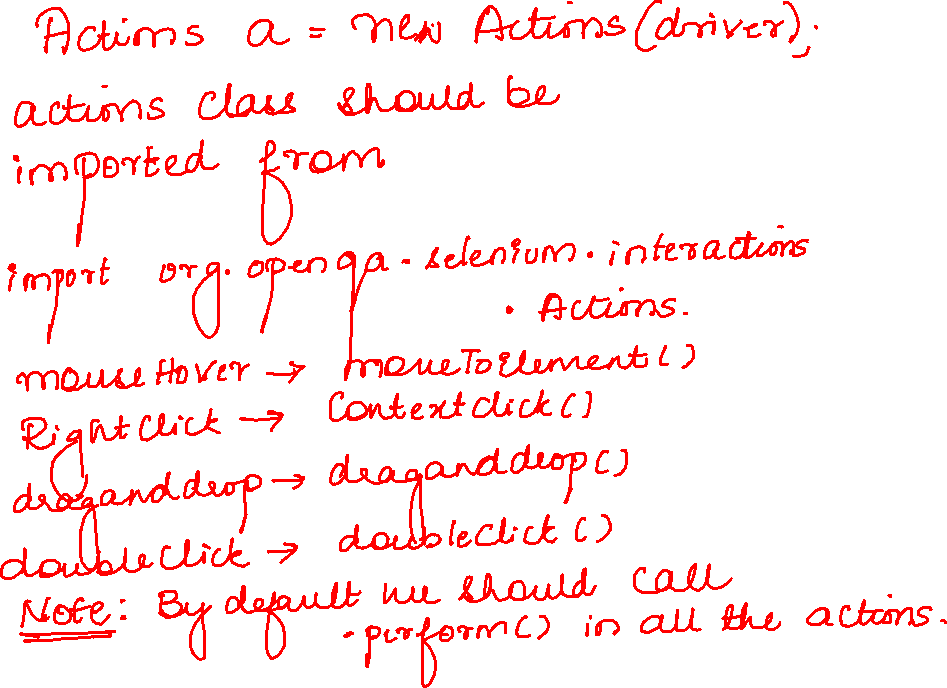 Actions a = new Actions(driver);
actions class should be
imported from
import org.openqa.selenium.interactions
.Actions.
mouseHover → moveToElement()
RightClick → Contextclick()
draganddrop → draganddrop()
doubleClick → doubleClick()
Note: By default we should call
.perform() in all the actions.